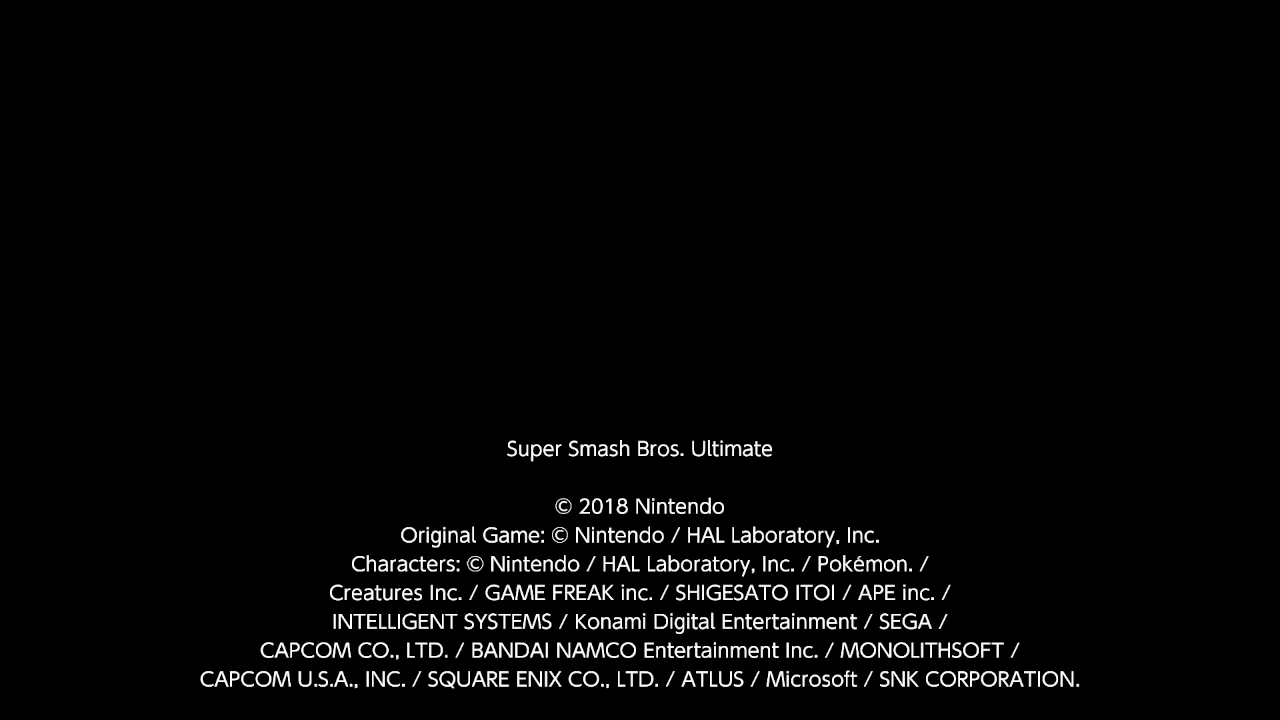 Super Smash Bros. Ultimate
© 2018 Nintendo
Original Game: © Nintendo / HAL Laboratory, Inc.
Characters: © Nintendo / HAL Laboratory, Inc. / Pokémon. /
Creatures Inc. / GAME FREAK inc. / SHIGESATO ITOI / APE inc. /
INTELLIGENT SYSTEMS / Konami Digital Entertainment / SEGA /
CAPCOM CO., LTD. / BANDAI NAMCO Entertainment Inc. / MONOLITHSOFT /
CAPCOM U.S.A., INC. / SQUARE ENIX CO., LTD. / ATLUS / Microsoft / SNK CORPORATION.